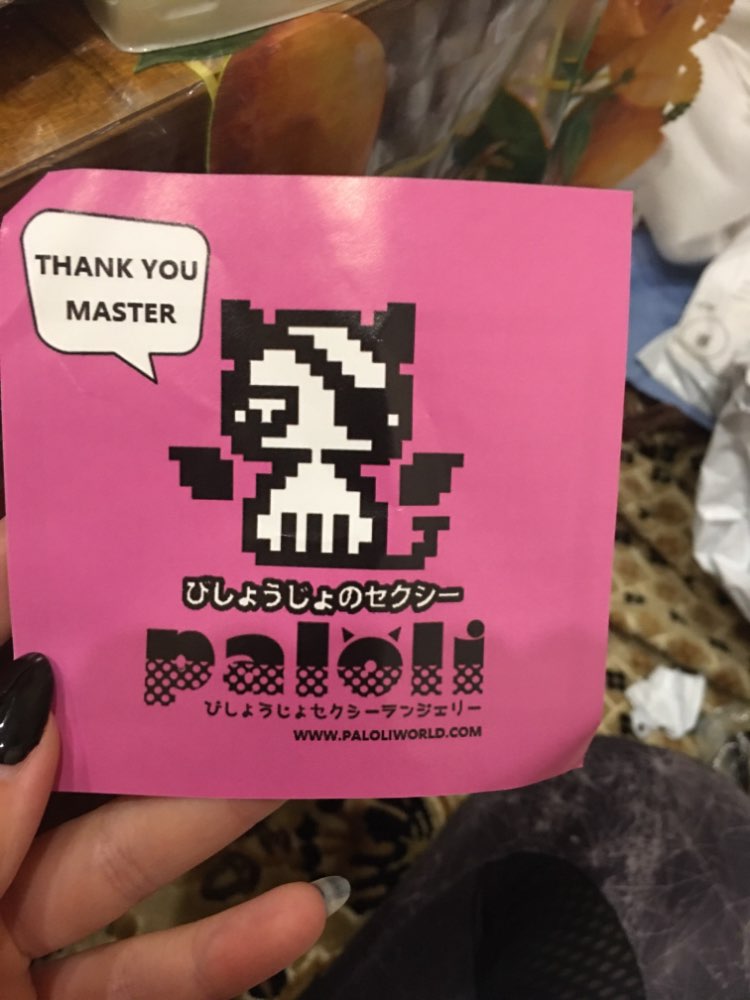 THANK YOU
MASTER
びしょうじょのセクシー
paloli
びしょうじょセクシーランジェリー
WWW.PALOLIWORLD.COM